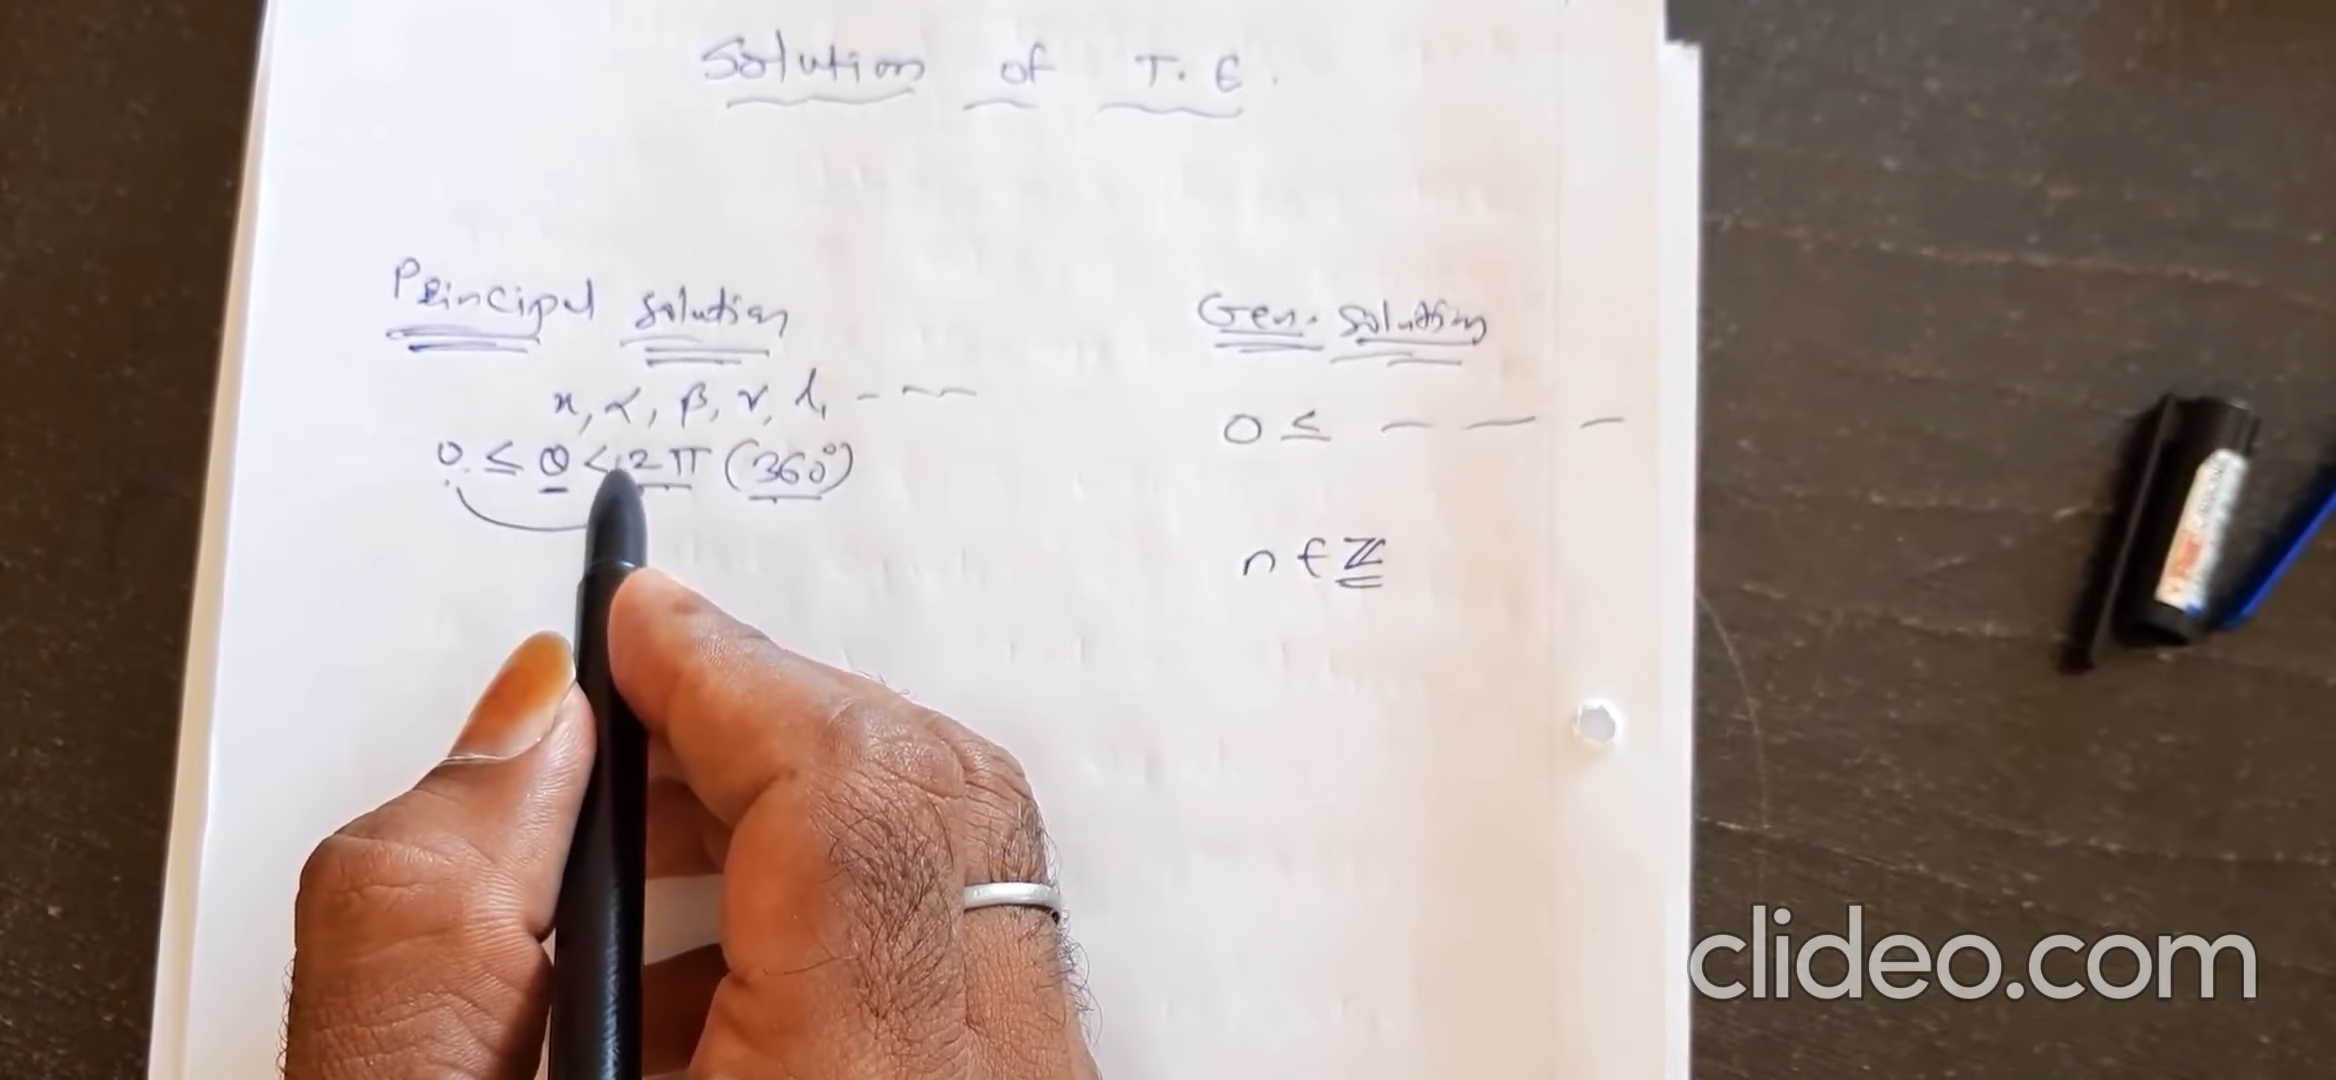 Solution of T. E.
Principal solution
x, α, β, γ, λ, - - -
0 ≤ θ < 2π (360°)
Gen. Solution
0 ≤ - - -
n ∈ Z
clideo.com